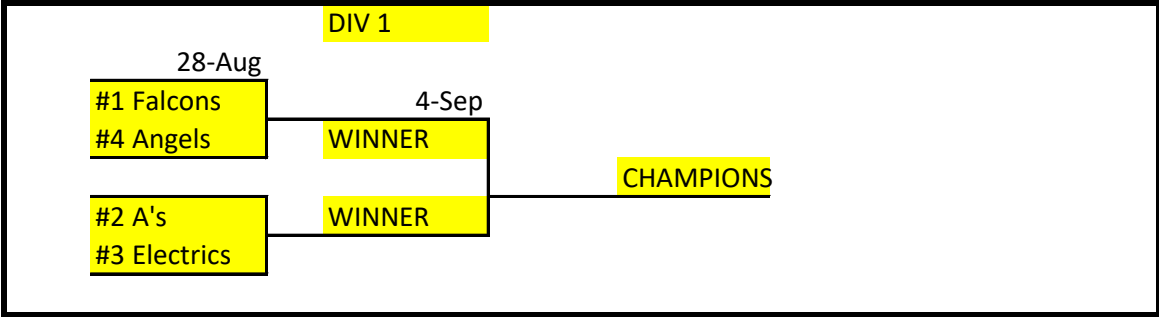 DIV 1
28-Aug
#1 Falcons
4-Sep
#4 Angels
WINNER
CHAMPIONS
#2 A's
WINNER
#3 Electrics